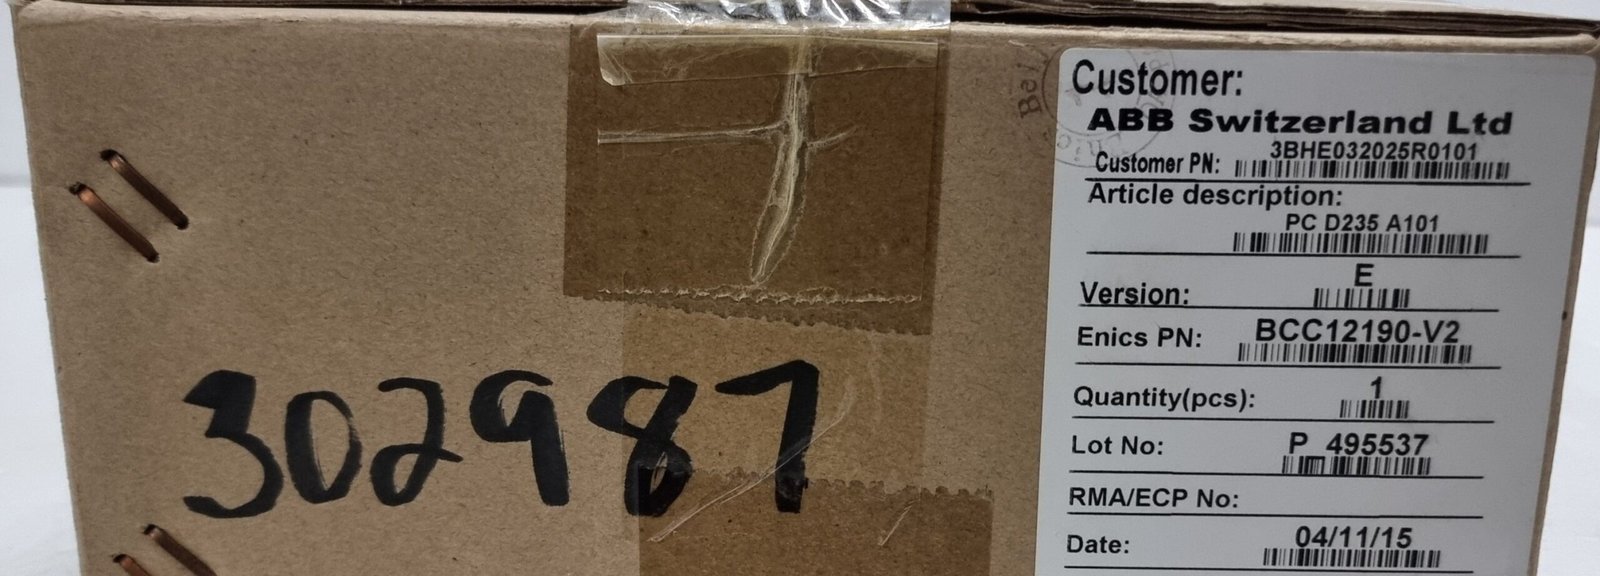 Customer:
ABB Switzerland Ltd
3BHE032025R0101
Customer PN:
Article description:
PC D235 A101
E
Version:
Enics PN: BCC12190-V2
Quantity(pcs): 1
Lot No: P 495537
RMA/ECP No:
Date: 04/11/15
302987